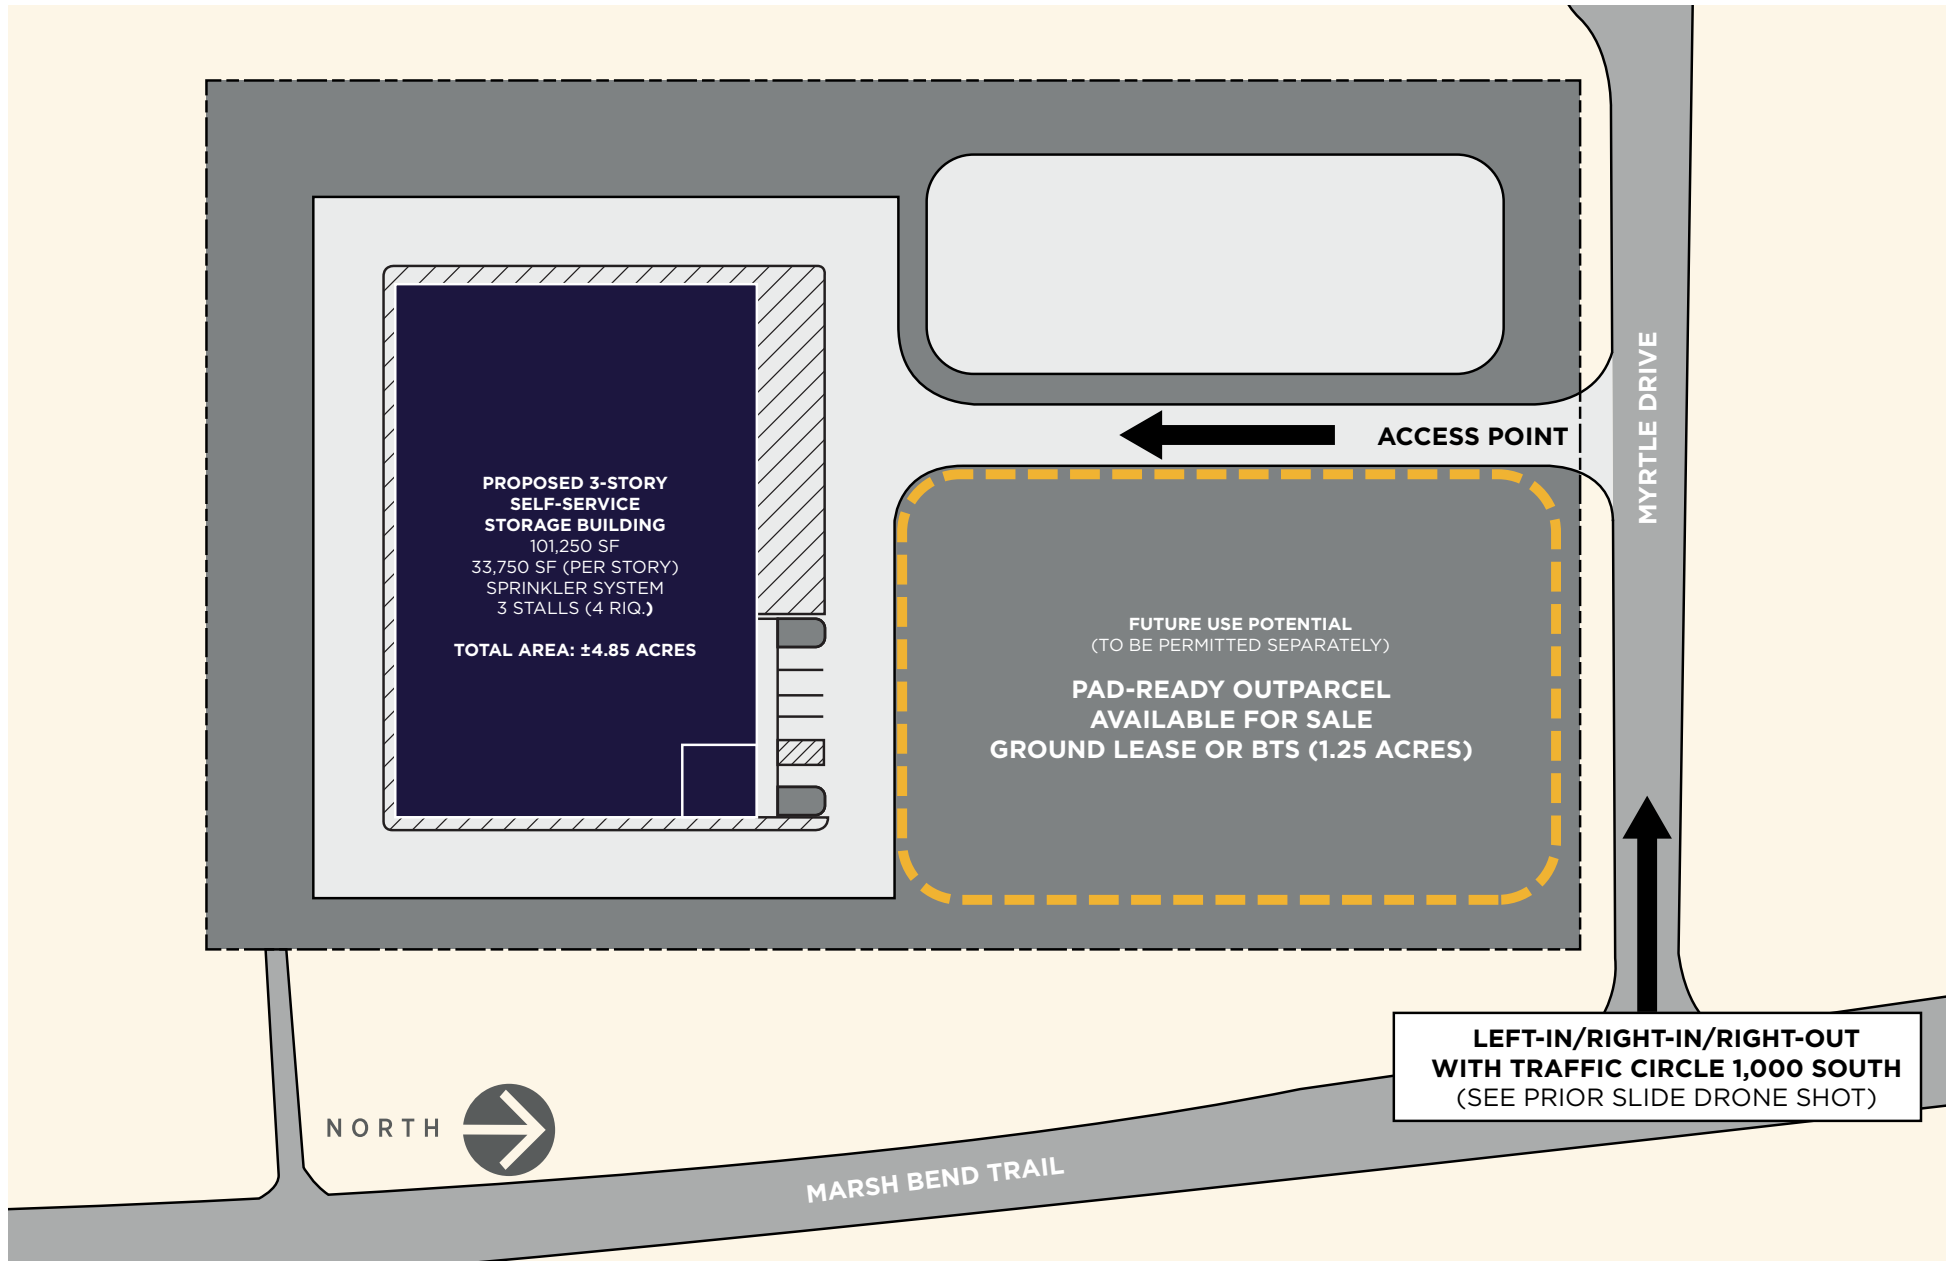 MYRTLE DRIVE
ACCESS POINT
PROPOSED 3-STORY
SELF-SERVICE
STORAGE BUILDING
101,250 SF
33,750 SF (PER STORY)
SPRINKLER SYSTEM
3 STALLS (4 RIQ.)
TOTAL AREA: ±4.85 ACRES
FUTURE USE POTENTIAL
(TO BE PERMITTED SEPARATELY)
PAD-READY OUTPARCEL
AVAILABLE FOR SALE
GROUND LEASE OR BTS (1.25 ACRES)
LEFT-IN/RIGHT-IN/RIGHT-OUT
WITH TRAFFIC CIRCLE 1,000 SOUTH
(SEE PRIOR SLIDE DRONE SHOT)
NORTH
MARSH BEND TRAIL